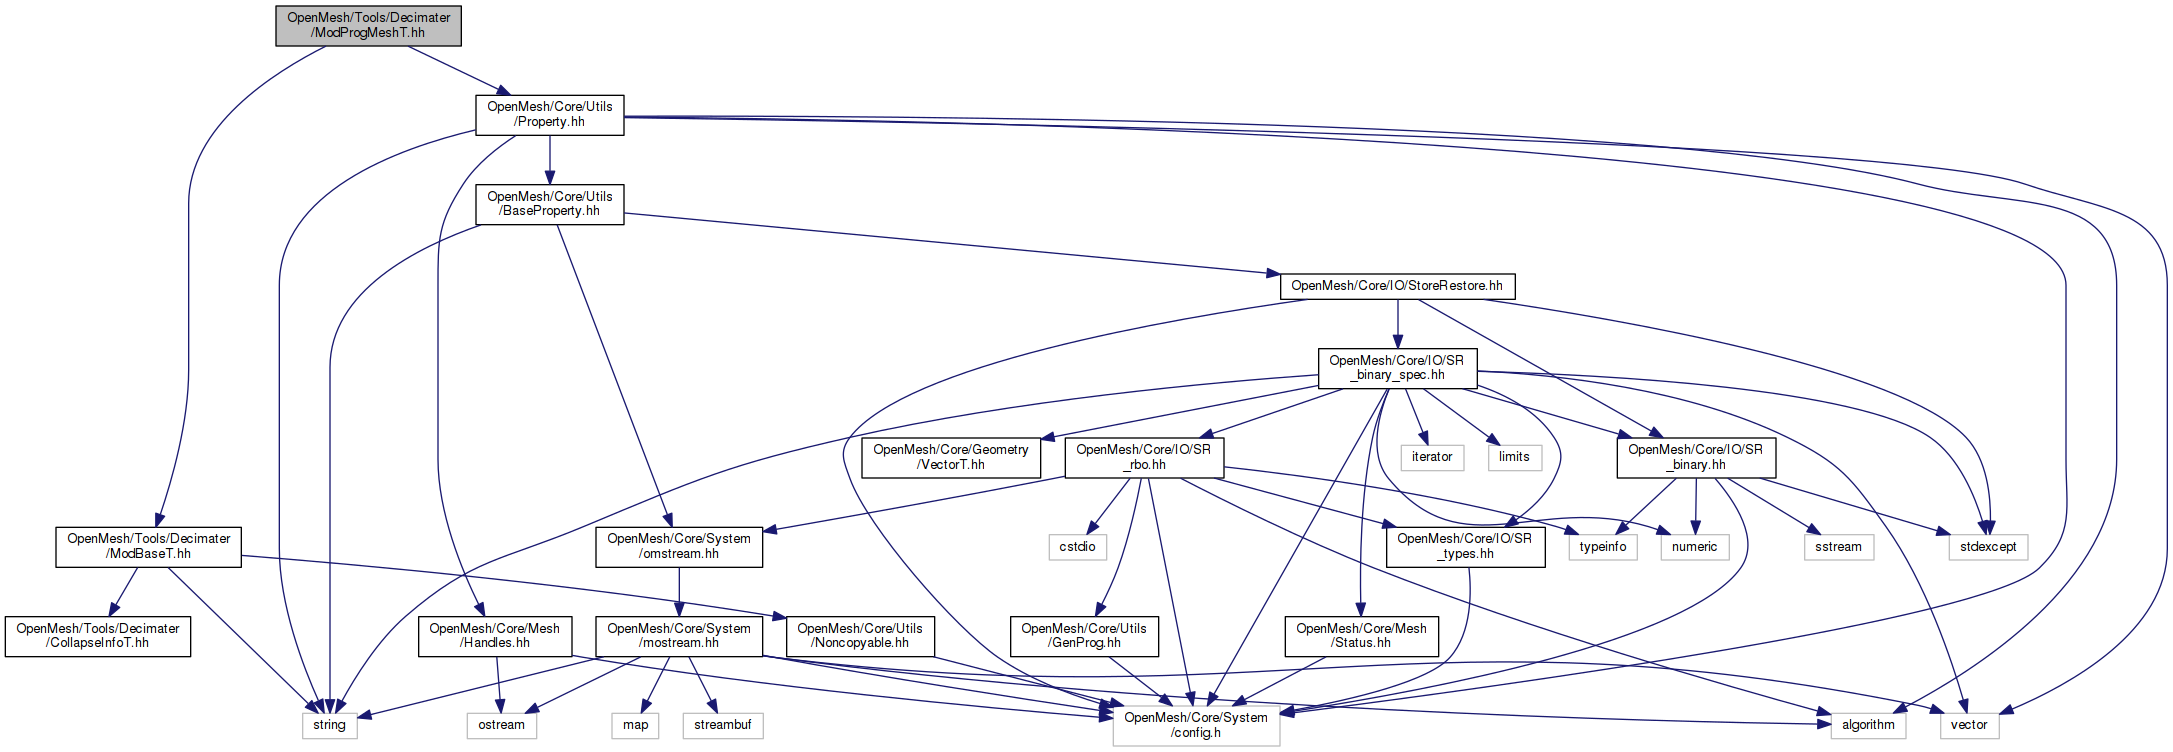 OpenMesh/Tools/Decimater
/ModProgMeshT.hh
OpenMesh/Core/Utils
/Property.hh
OpenMesh/Core/Utils
/BaseProperty.hh
OpenMesh/Core/IO/StoreRestore.hh
OpenMesh/Core/IO/SR
_binary_spec.hh
OpenMesh/Core/Geometry
/VectorT.hh
OpenMesh/Core/IO/SR
_rbo.hh
iterator
limits
OpenMesh/Core/IO/SR
_binary.hh
OpenMesh/Tools/Decimater
/ModBaseT.hh
OpenMesh/Core/System
/omstream.hh
cstdio
OpenMesh/Core/IO/SR
_types.hh
typeinfo
numeric
sstream
stdexcept
OpenMesh/Tools/Decimater
/CollapseInfoT.hh
OpenMesh/Core/Mesh
/Handles.hh
OpenMesh/Core/System
/mostream.hh
OpenMesh/Core/Utils
/Noncopyable.hh
OpenMesh/Core/Utils
/GenProg.hh
OpenMesh/Core/Mesh
/Status.hh
string
ostream
map
streambuf
OpenMesh/Core/System
/config.h
algorithm
vector